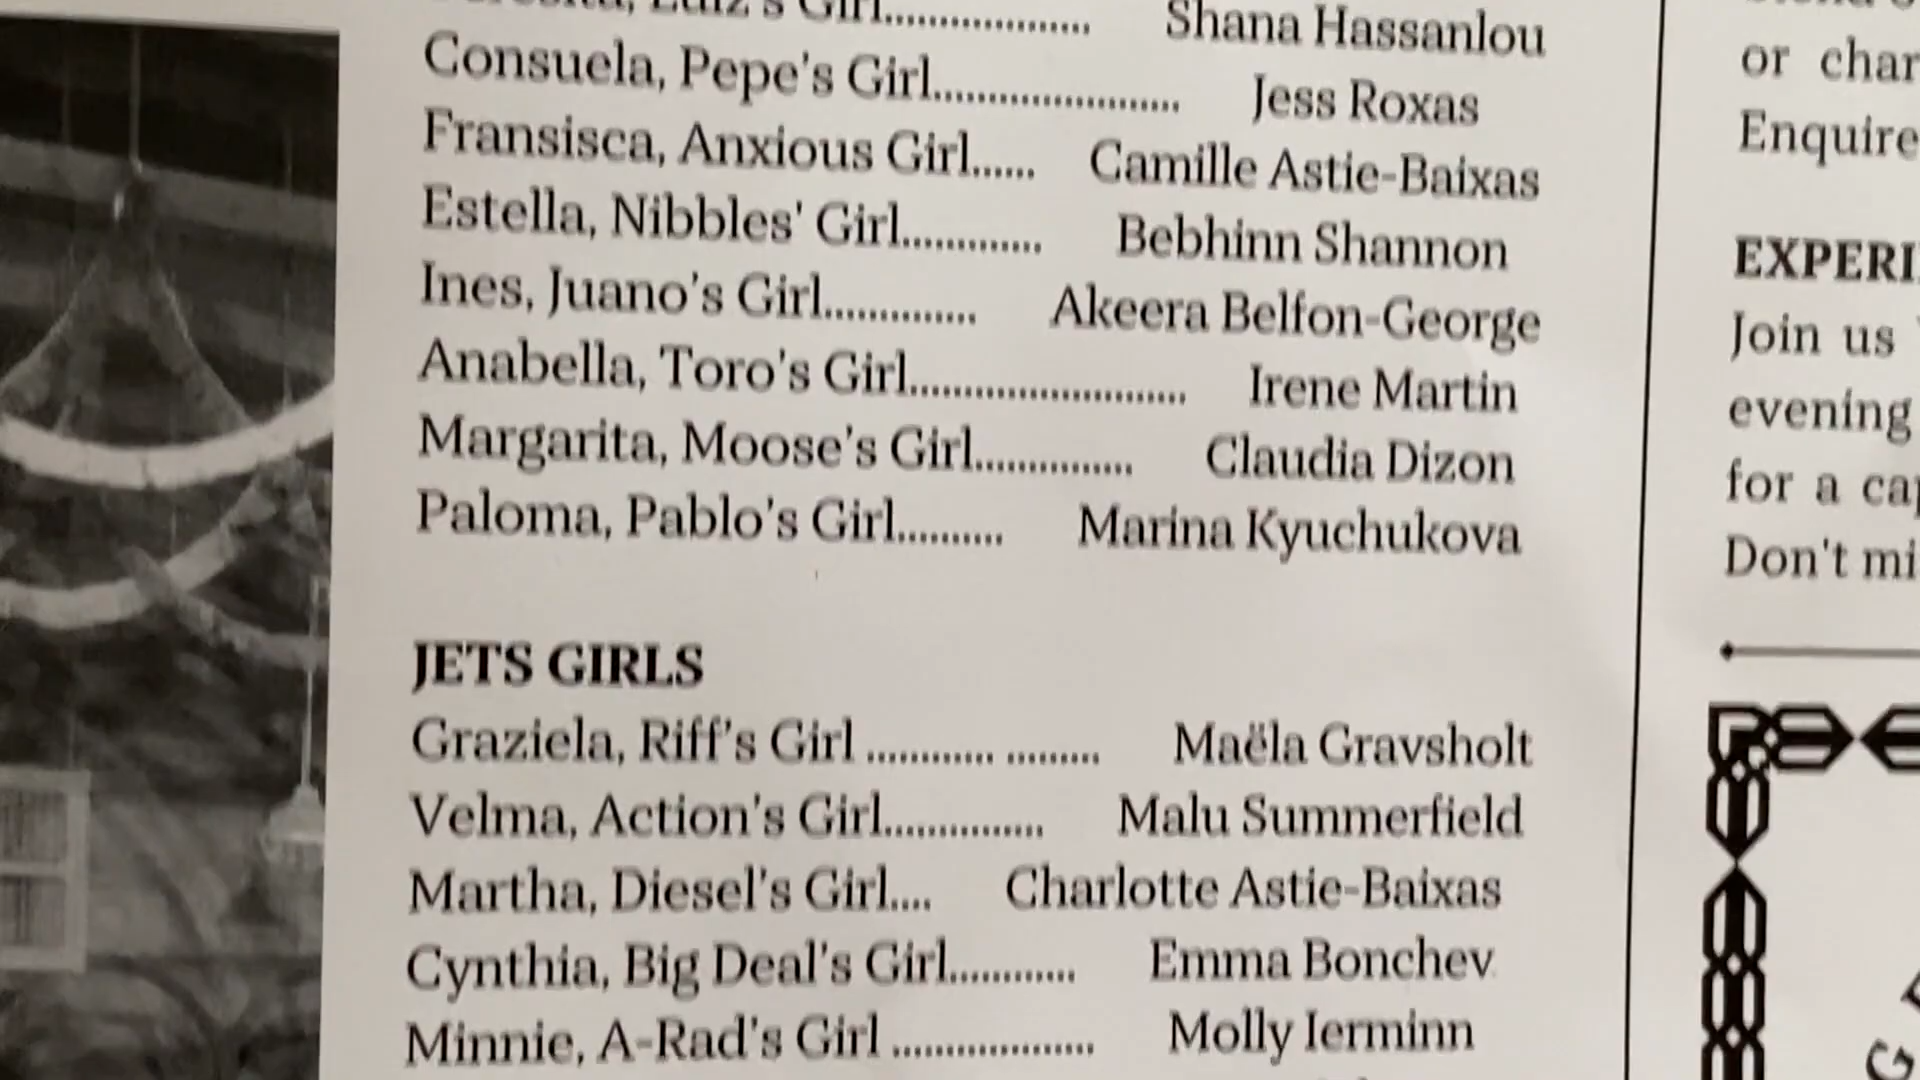 Luiz's Girl.................... Shana Hassanlou
Consuela, Pepe's Girl....................... Jess Roxas
Fransisca, Anxious Girl...... Camille Astie-Baixas
Estella, Nibbles' Girl............. Bebhinn Shannon
Ines, Juano's Girl.............. Akeera Belfon-George
Anabella, Toro's Girl.......................... Irene Martin
Margarita, Moose's Girl............... Claudia Dizon
Paloma, Pablo's Girl.......... Marina Kyuchukova
JETS GIRLS
Graziela, Riff's Girl ............ ......... Maëla Gravsholt
Velma, Action's Girl............... Malu Summerfield
Martha, Diesel's Girl.... Charlotte Astie-Baixas
Cynthia, Big Deal's Girl............ Emma Bonchev
Minnie, A-Rad's Girl ................... Molly Ierminn
or char
Enquire
EXPERI
Join us
evening
for a cap
Don't mi